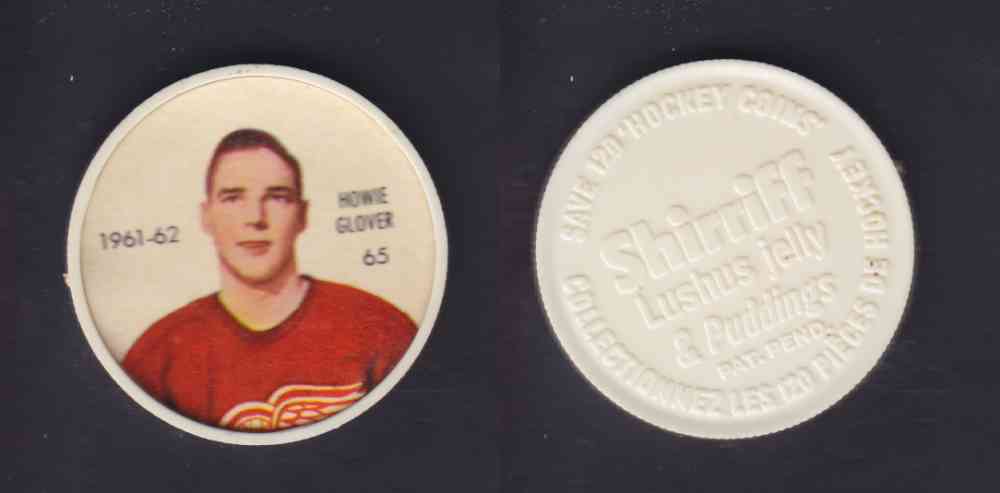 1961-62
HOWIE
GLOVER
65
SAVE 120 "HOCKEY COINS"
Shirriff
Lushus jelly
& Puddings
PAT. PEND.
COLLECTIONNEZ LES 120 PIÈCES DE HOCKEY